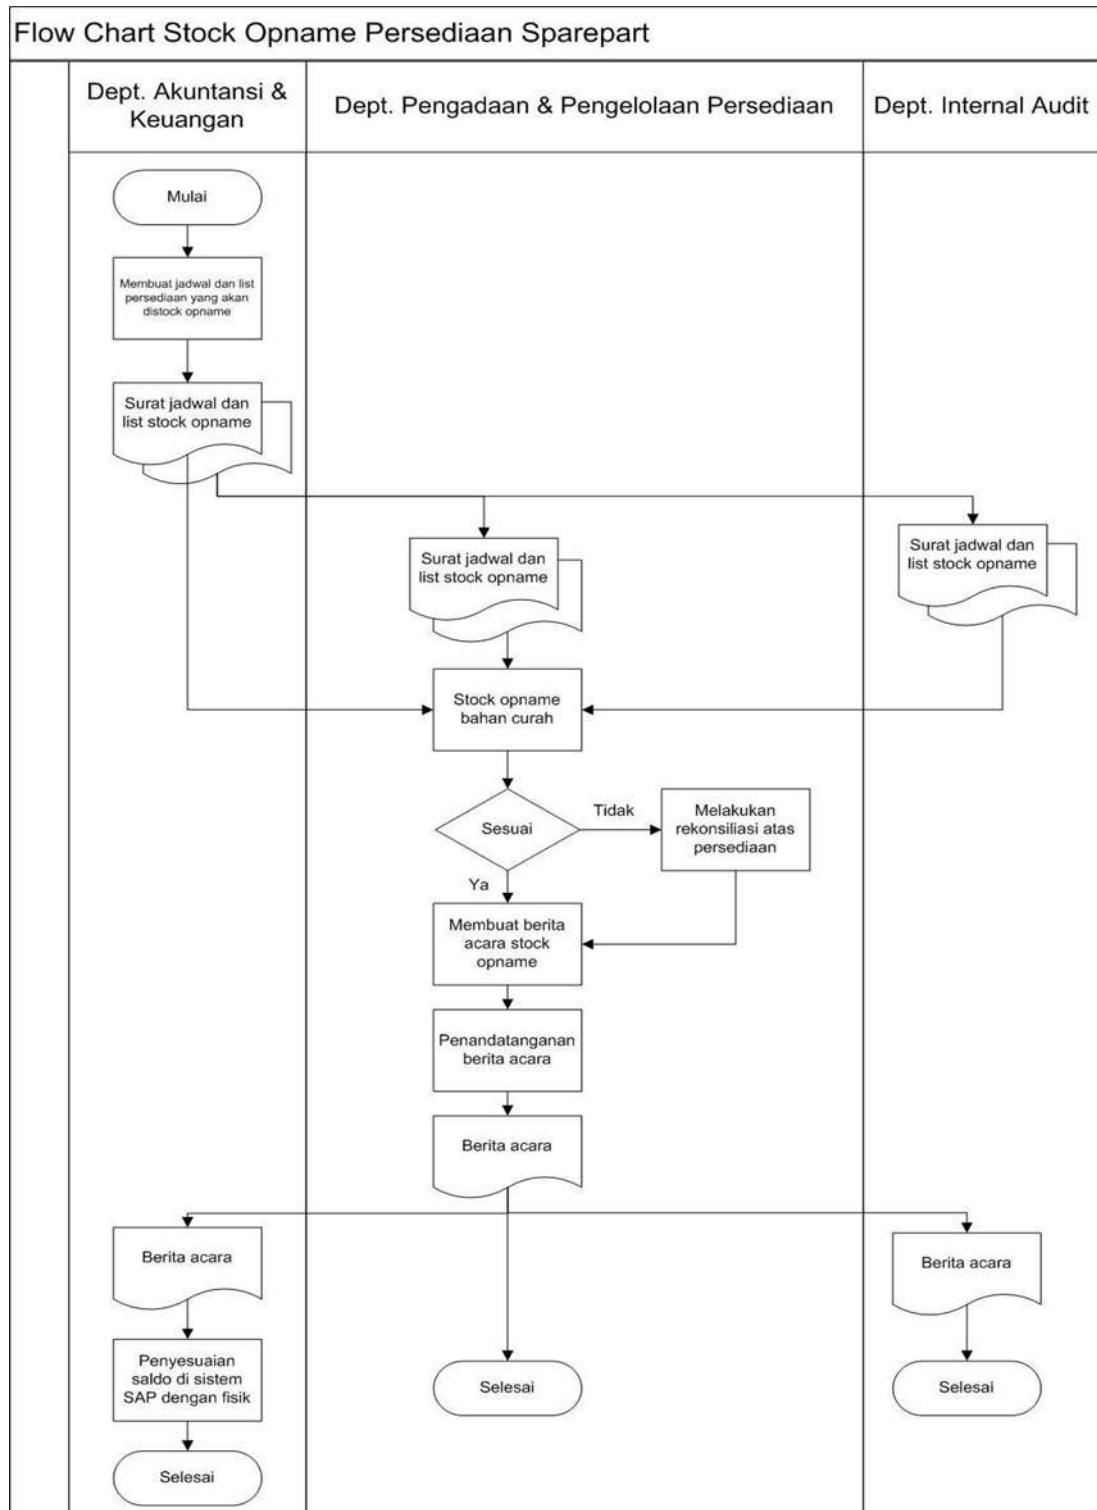 Flow Chart Stock Opname Persediaan Sparepart
Dept. Akuntansi &
Keuangan
Dept. Pengadaan & Pengelolaan Persediaan
Dept. Internal Audit
Mulai
Membuat jadwal dan list
persediaan yang akan
distock opname
Surat jadwal dan
list stock opname
Surat jadwal dan
list stock opname
Surat jadwal dan
list stock opname
Stock opname
bahan curah
Sesuai
Tidak
Melakukan
rekonsiliasi atas
persediaan
Ya
Membuat berita
acara stock
opname
Penandatanganan
berita acara
Berita acara
Berita acara
Berita acara
Penyesuaian
saldo di sistem
SAP dengan fisik
Selesai
Selesai
Selesai